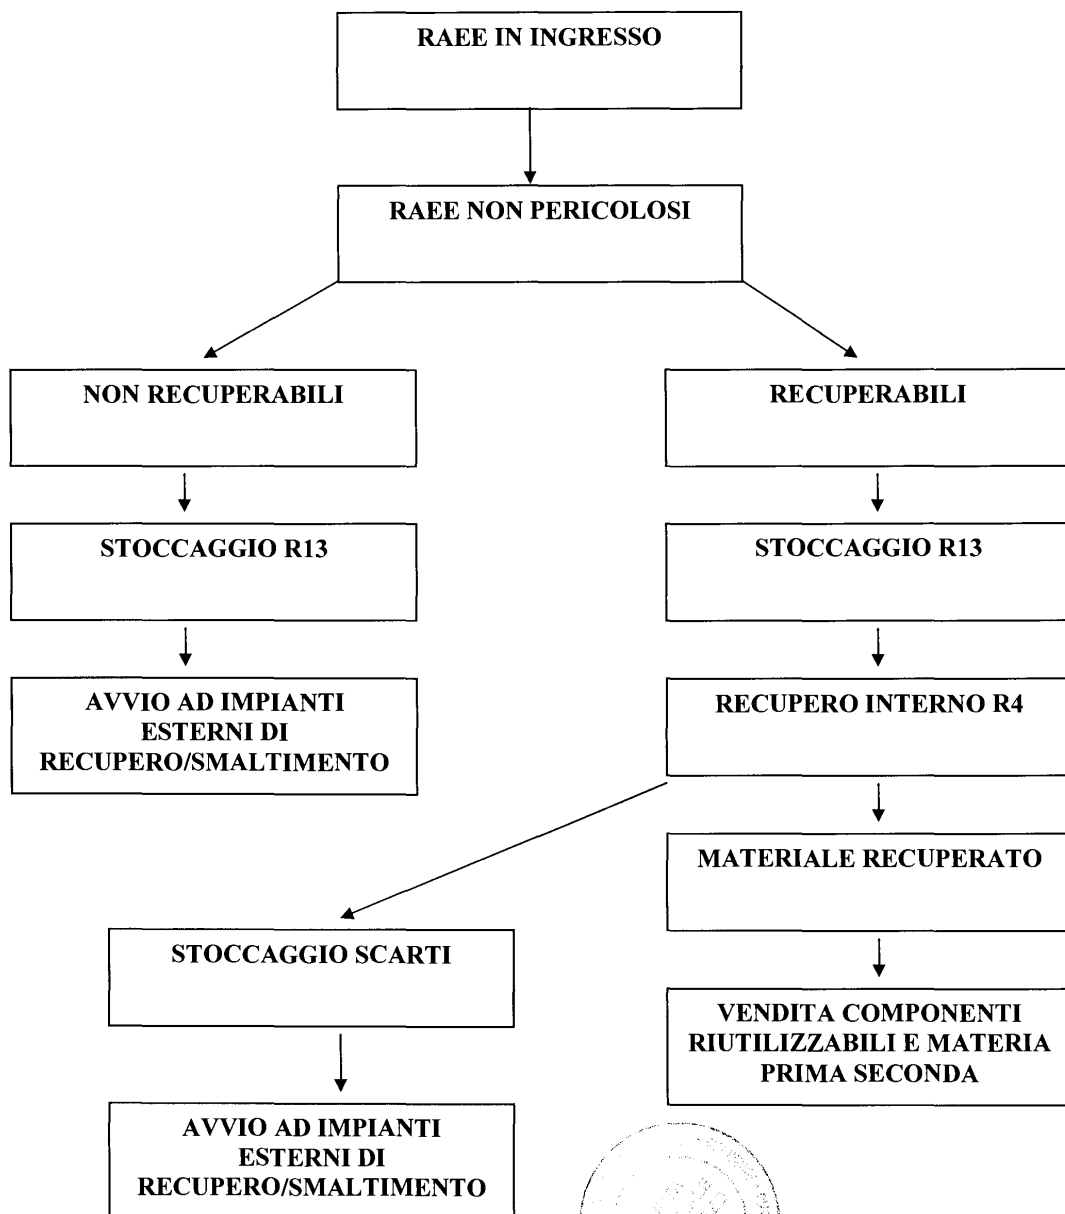 RAEE IN INGRESSO
RAEE NON PERICOLOSI
NON RECUPERABILI
RECUPERABILI
STOCCAGGIO R13
STOCCAGGIO R13
AVVIO AD IMPIANTI
ESTERNI DI
RECUPERO/SMALTIMENTO
RECUPERO INTERNO R4
MATERIALE RECUPERATO
STOCCAGGIO SCARTI
VENDITA COMPONENTI
RIUTILIZZABILI E MATERIA
PRIMA SECONDA
AVVIO AD IMPIANTI
ESTERNI DI
RECUPERO/SMALTIMENTO